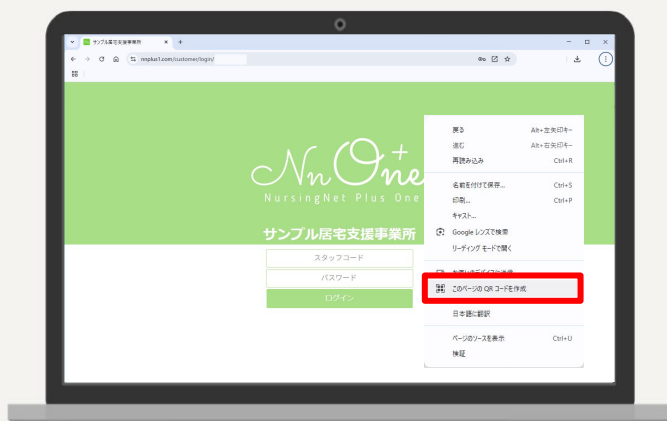 サンプル居宅支援事業所
nnplus1.com/customer/login/
Nn One+
NursingNet Plus One
サンプル居宅支援事業所
スタッフコード
パスワード
ログイン
戻る Alt+左矢印キー
進む Alt+右矢印キー
再読み込み Ctrl+R
名前を付けて保存... Ctrl+S
印刷... Ctrl+P
キャスト...
Google レンズで検索
リーディング モードで開く
このページの QR コードを作成
日本語に翻訳
ページのソースを表示 Ctrl+U
検証